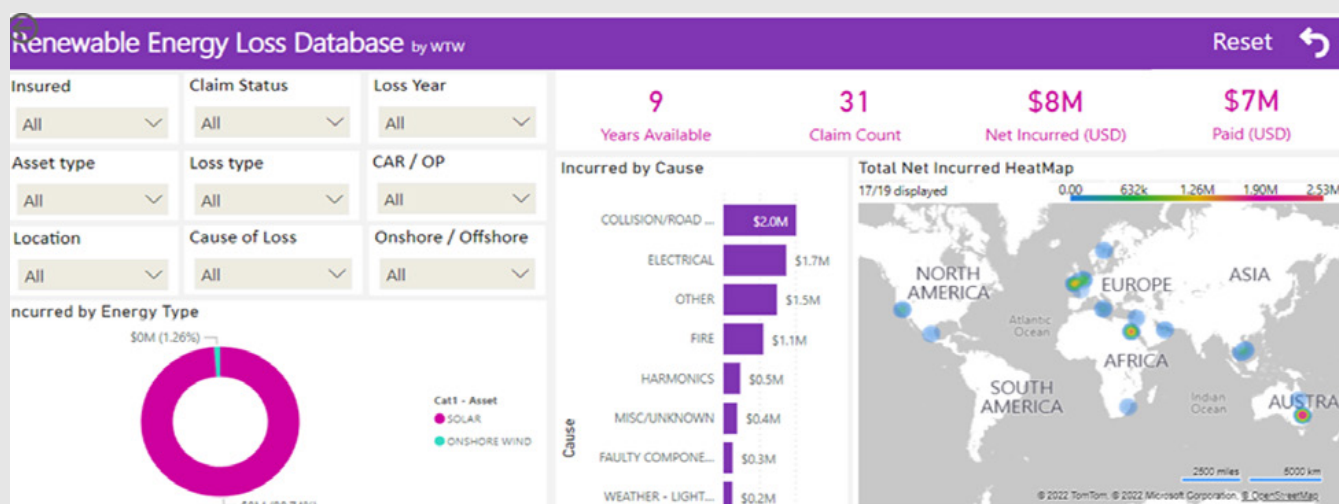 Renewable Energy Loss Database by WTW
Reset
Insured
Claim Status
Loss Year
All
All
All
Asset type
Loss type
CAR / OP
All
All
All
Location
Cause of Loss
Onshore / Offshore
All
All
All
ncurred by Energy Type
$0M (1.26%)
Cat1 - Asset
SOLAR
ONSHORE WIND
9
Years Available
31
Claim Count
$8M
Net Incurred (USD)
$7M
Paid (USD)
Incurred by Cause
Cause
COLLISION/ROAD ...
$2.0M
ELECTRICAL
$1.7M
OTHER
$1.5M
FIRE
$1.1M
HARMONICS
$0.5M
MISC/UNKNOWN
$0.4M
FAULTY COMPONE...
$0.3M
WEATHER - LIGHT...
$0.2M
Total Net Incurred HeatMap
17/19 displayed
0.00
632k
1.26M
1.90M
2.53M
NORTH
AMERICA
EUROPE
ASIA
Atlantic
Ocean
AFRICA
SOUTH
AMERICA
Indian
Ocean
AUSTRA
2500 miles
5000 km
© 2022 TomTom, © 2022 Microsoft Corporation, © OpenStreetMap